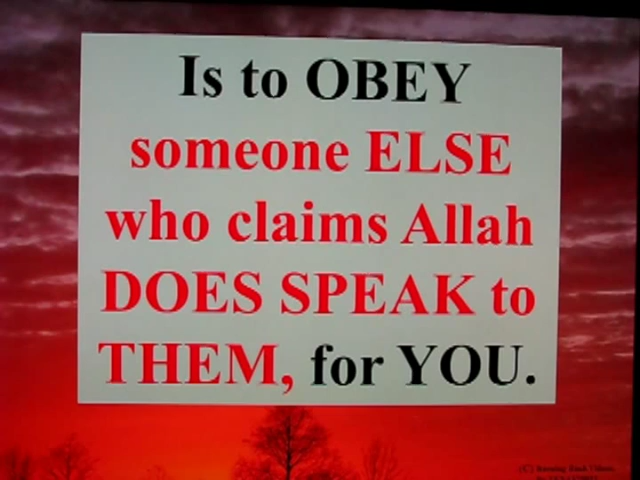 Is to OBEY
someone ELSE
who claims Allah
DOES SPEAK to
THEM, for YOU.